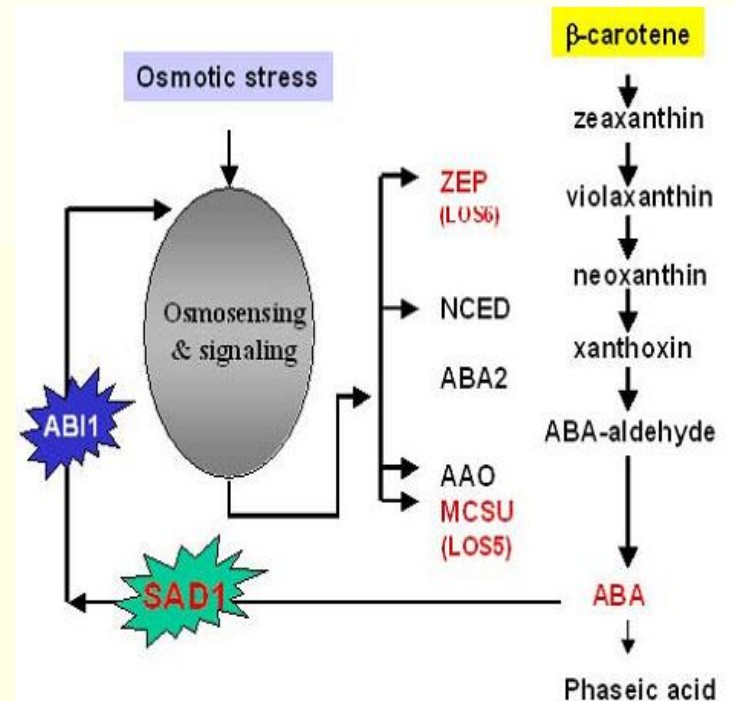 Osmotic stress
Osmosensing
& signaling
ABI1
SAD1
ZEP
(LOS6)
NCED
ABA2
AAO
MCSU
(LOS5)
β-carotene
zeaxanthin
violaxanthin
neoxanthin
xanthoxin
ABA-aldehyde
ABA
Phaseic acid